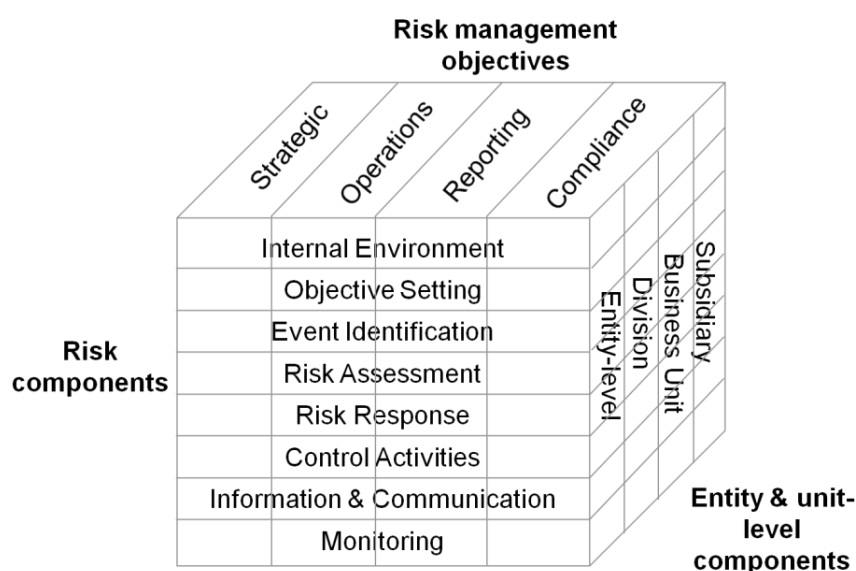 Risk management
objectives
Strategic
Operations
Reporting
Compliance
Internal Environment
Objective Setting
Event Identification
Risk Assessment
Risk Response
Control Activities
Information & Communication
Monitoring
Risk
components
Entity-level
Division
Business Unit
Subsidiary
Entity & unit-
level
components